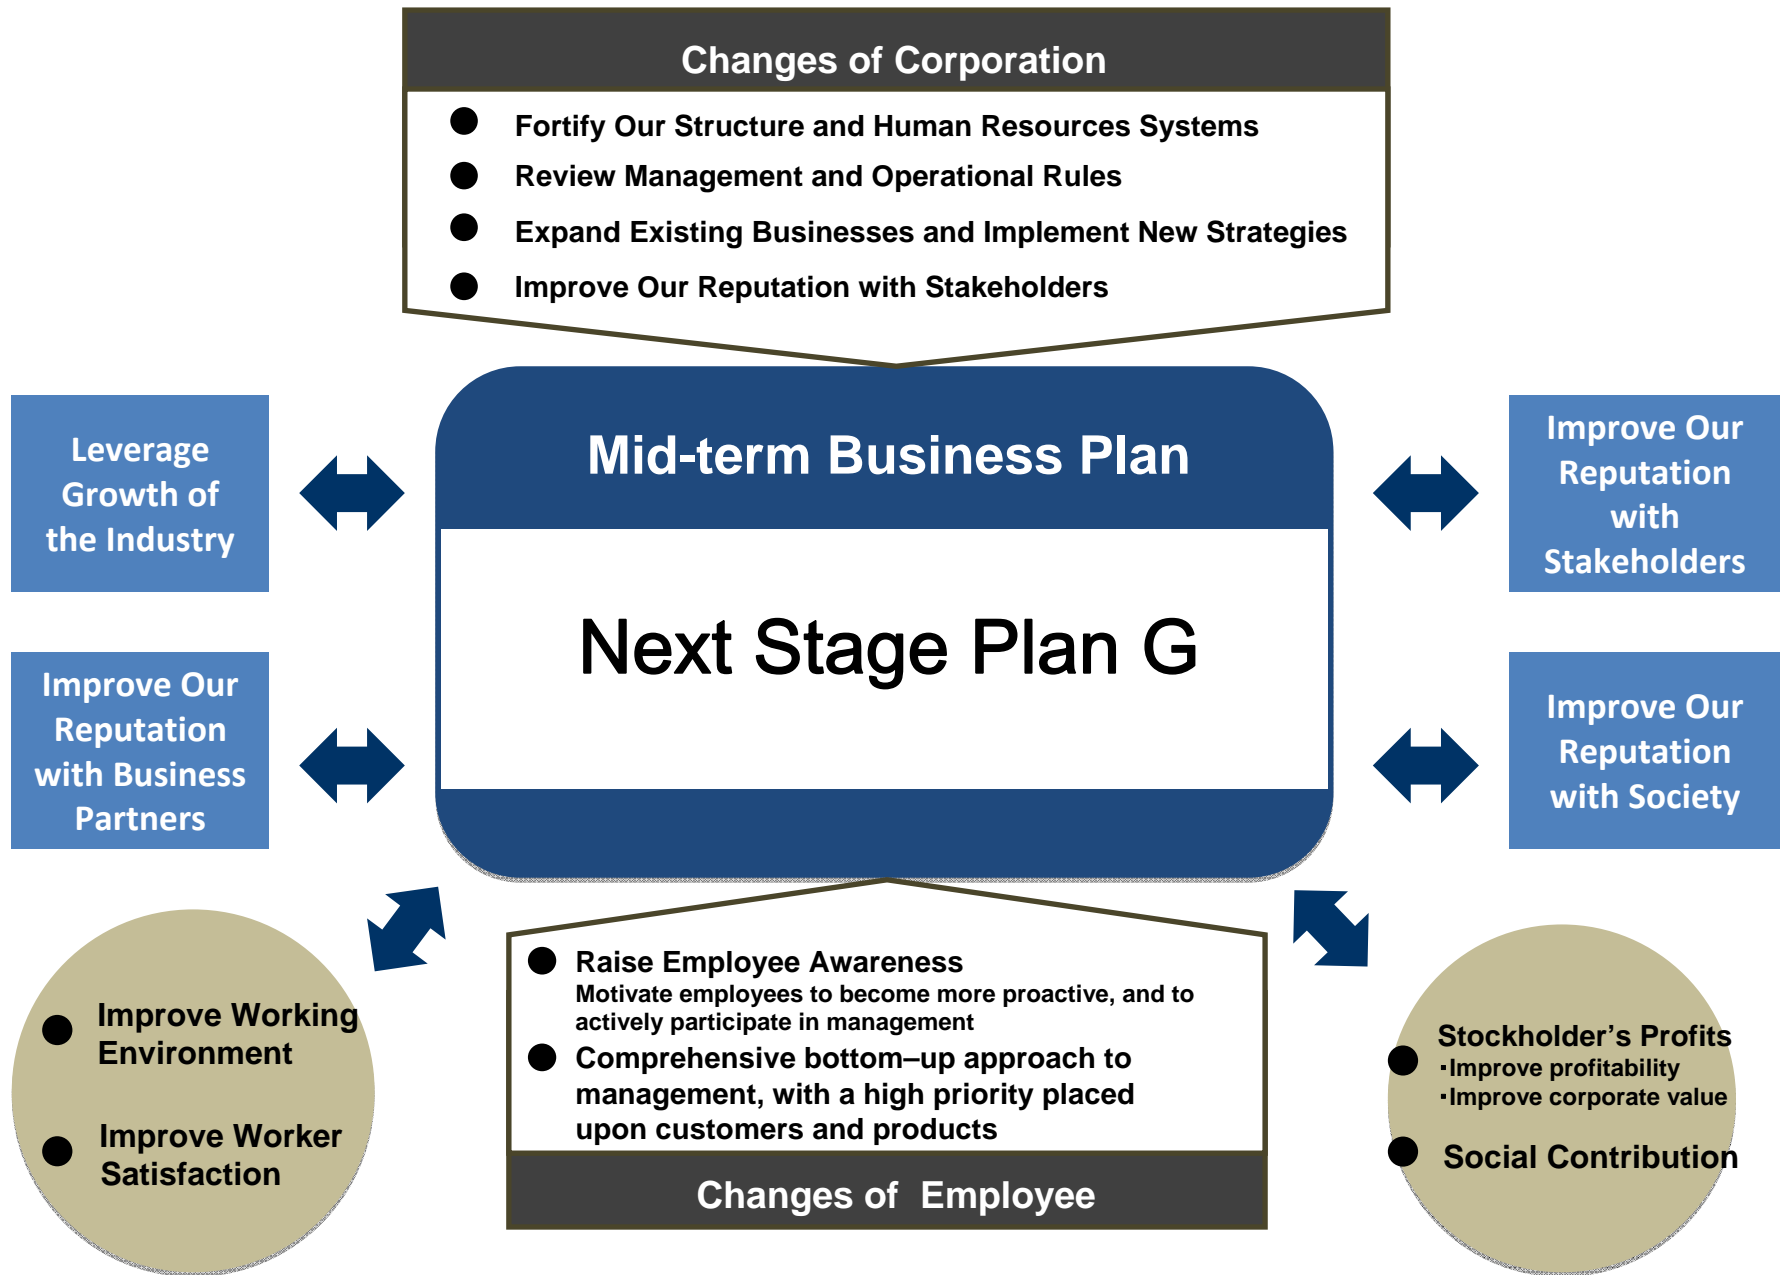 Changes of Corporation
● Fortify Our Structure and Human Resources Systems
● Review Management and Operational Rules
● Expand Existing Businesses and Implement New Strategies
● Improve Our Reputation with Stakeholders
Leverage
Growth of
the Industry
Mid-term Business Plan
Next Stage Plan G
Improve Our
Reputation
with
Stakeholders
Improve Our
Reputation
with Business
Partners
Improve Our
Reputation
with Society
● Improve Working
Environment
● Improve Worker
Satisfaction
● Raise Employee Awareness
Motivate employees to become more proactive, and to
actively participate in management
● Comprehensive bottom–up approach to
management, with a high priority placed
upon customers and products
Changes of Employee
● Stockholder’s Profits
・Improve profitability
・Improve corporate value
● Social Contribution